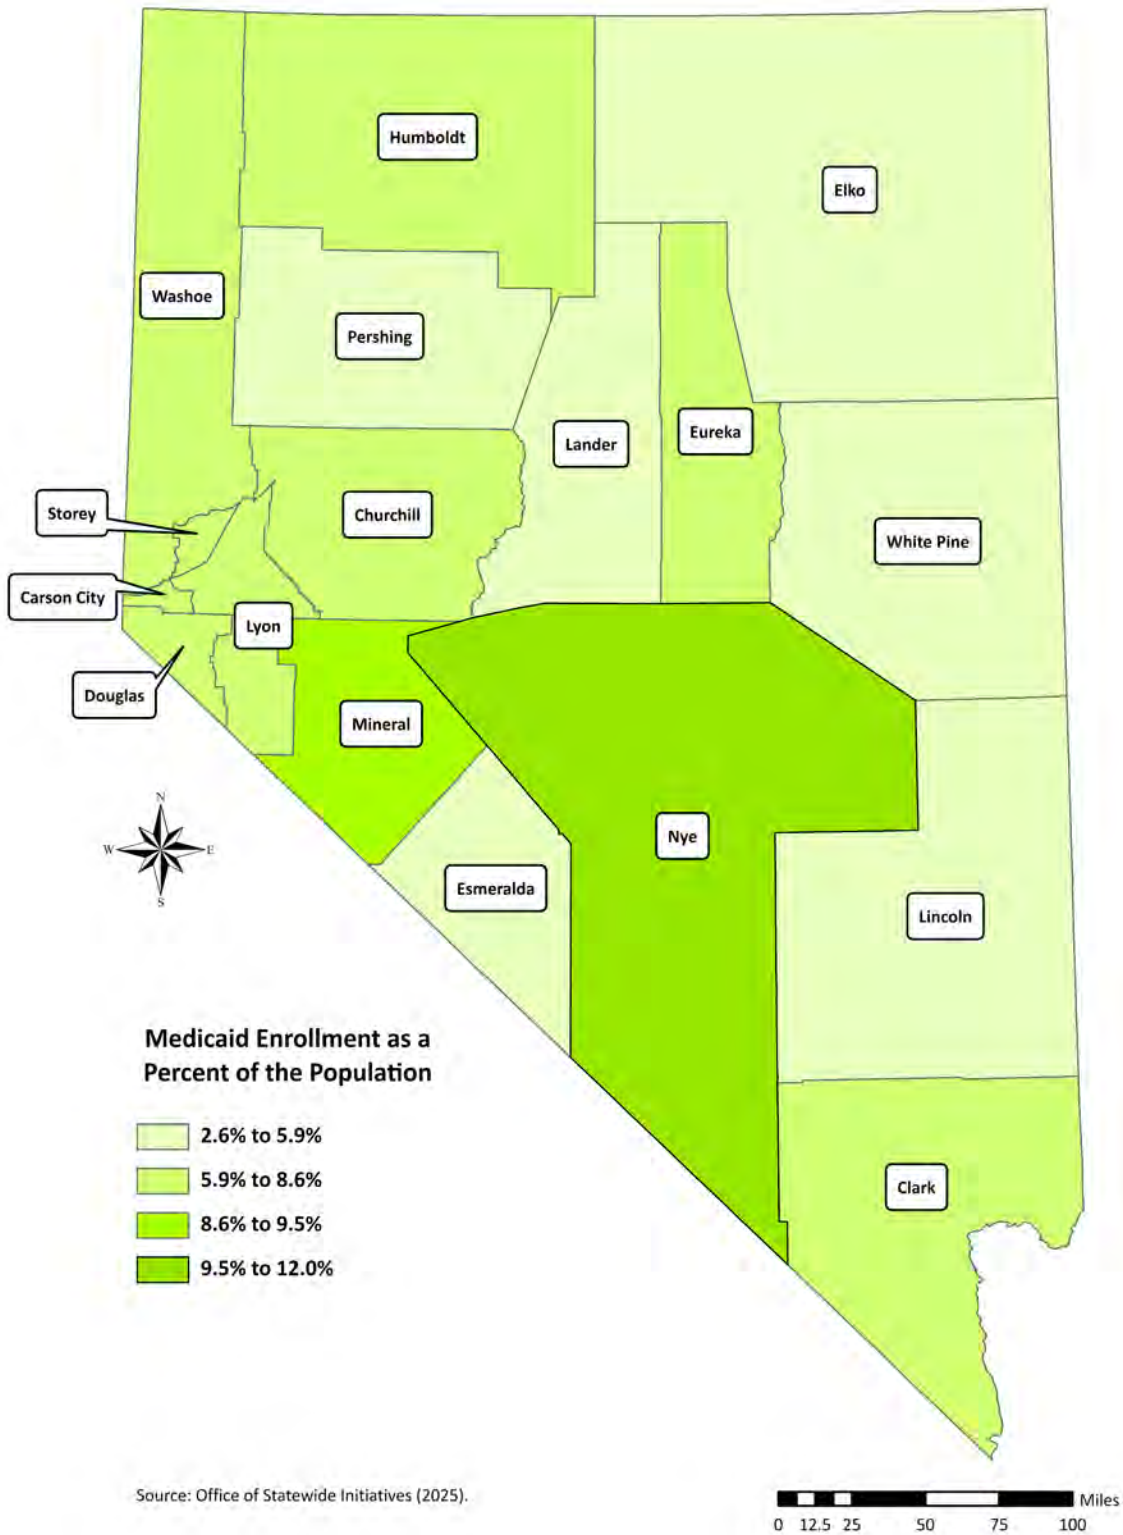 Humboldt
Elko
Washoe
Pershing
Lander
Eureka
Storey
Churchill
White Pine
Carson City
Lyon
Douglas
Mineral
N
W
E
S
Nye
Esmeralda
Lincoln
Medicaid Enrollment as a
Percent of the Population
2.6% to 5.9%
5.9% to 8.6%
8.6% to 9.5%
9.5% to 12.0%
Clark
Source: Office of Statewide Initiatives (2025).
Miles
0 12.5 25 50 75 100